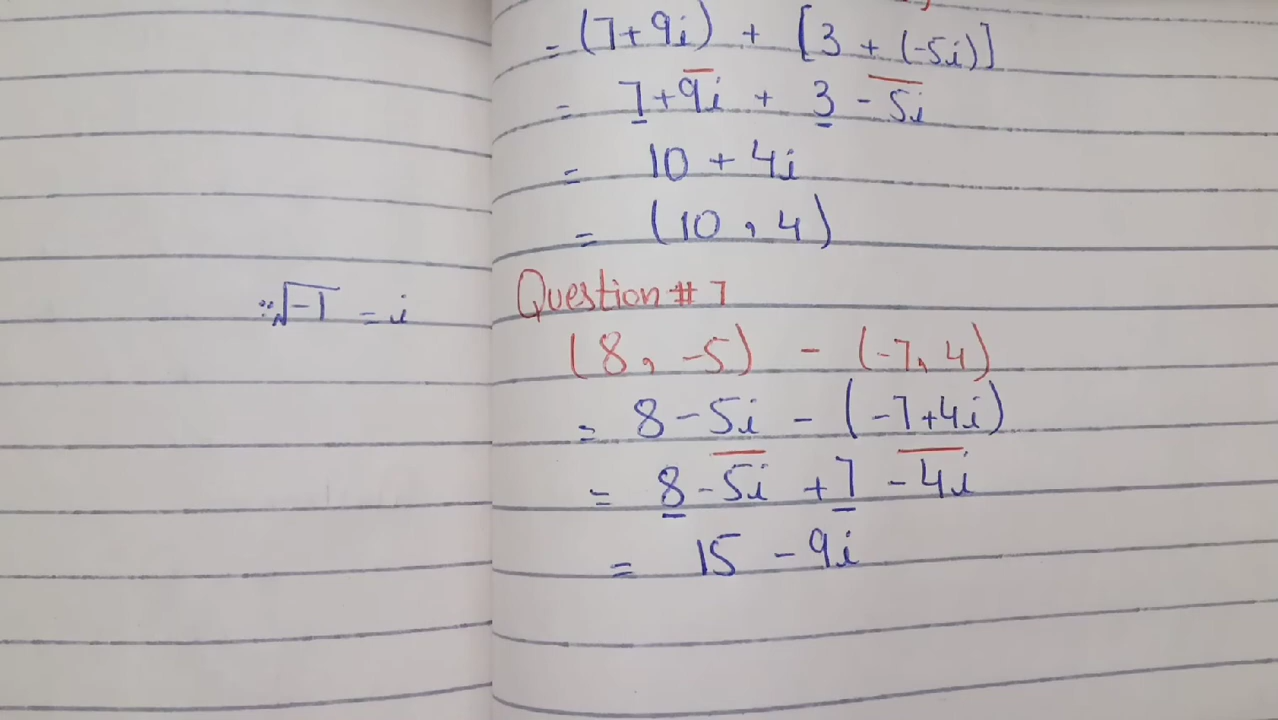 = (7+9i) + [3 + (-5i)]
= 7+9i + 3 - 5i
= 10 + 4i
= (10, 4)
∵√-1 = i
Question # 7
(8, -5) - (-7, 4)
= 8 - 5i - (-7+4i)
= 8 - 5i + 7 - 4i
= 15 - 9i